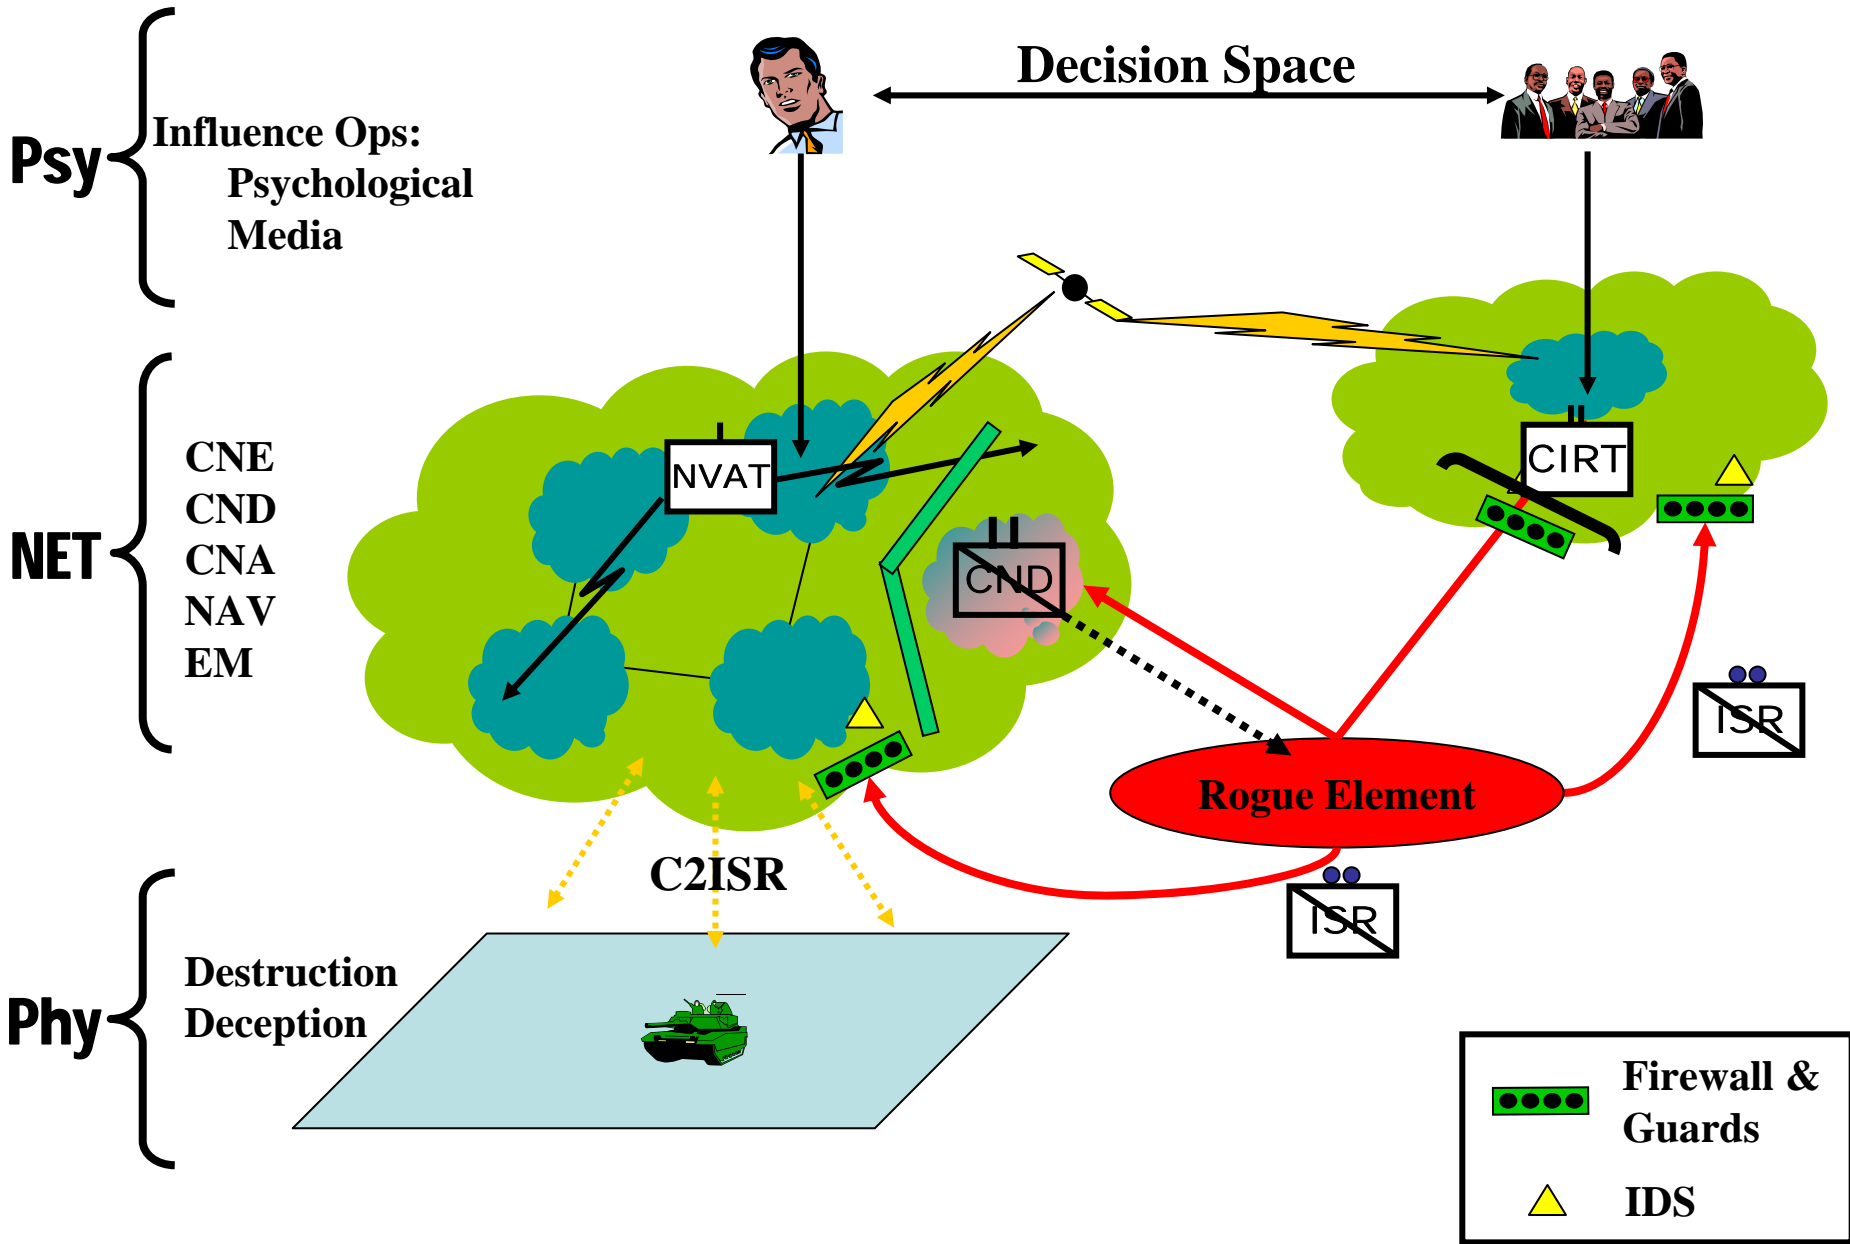 Decision Space
Psy
Influence Ops:
Psychological
Media
NET
CNE
CND
CNA
NAV
EM
NVAT
CIRT
CND
ISR
Rogue Element
C2ISR
ISR
Phy
Destruction
Deception
Firewall &
Guards
IDS